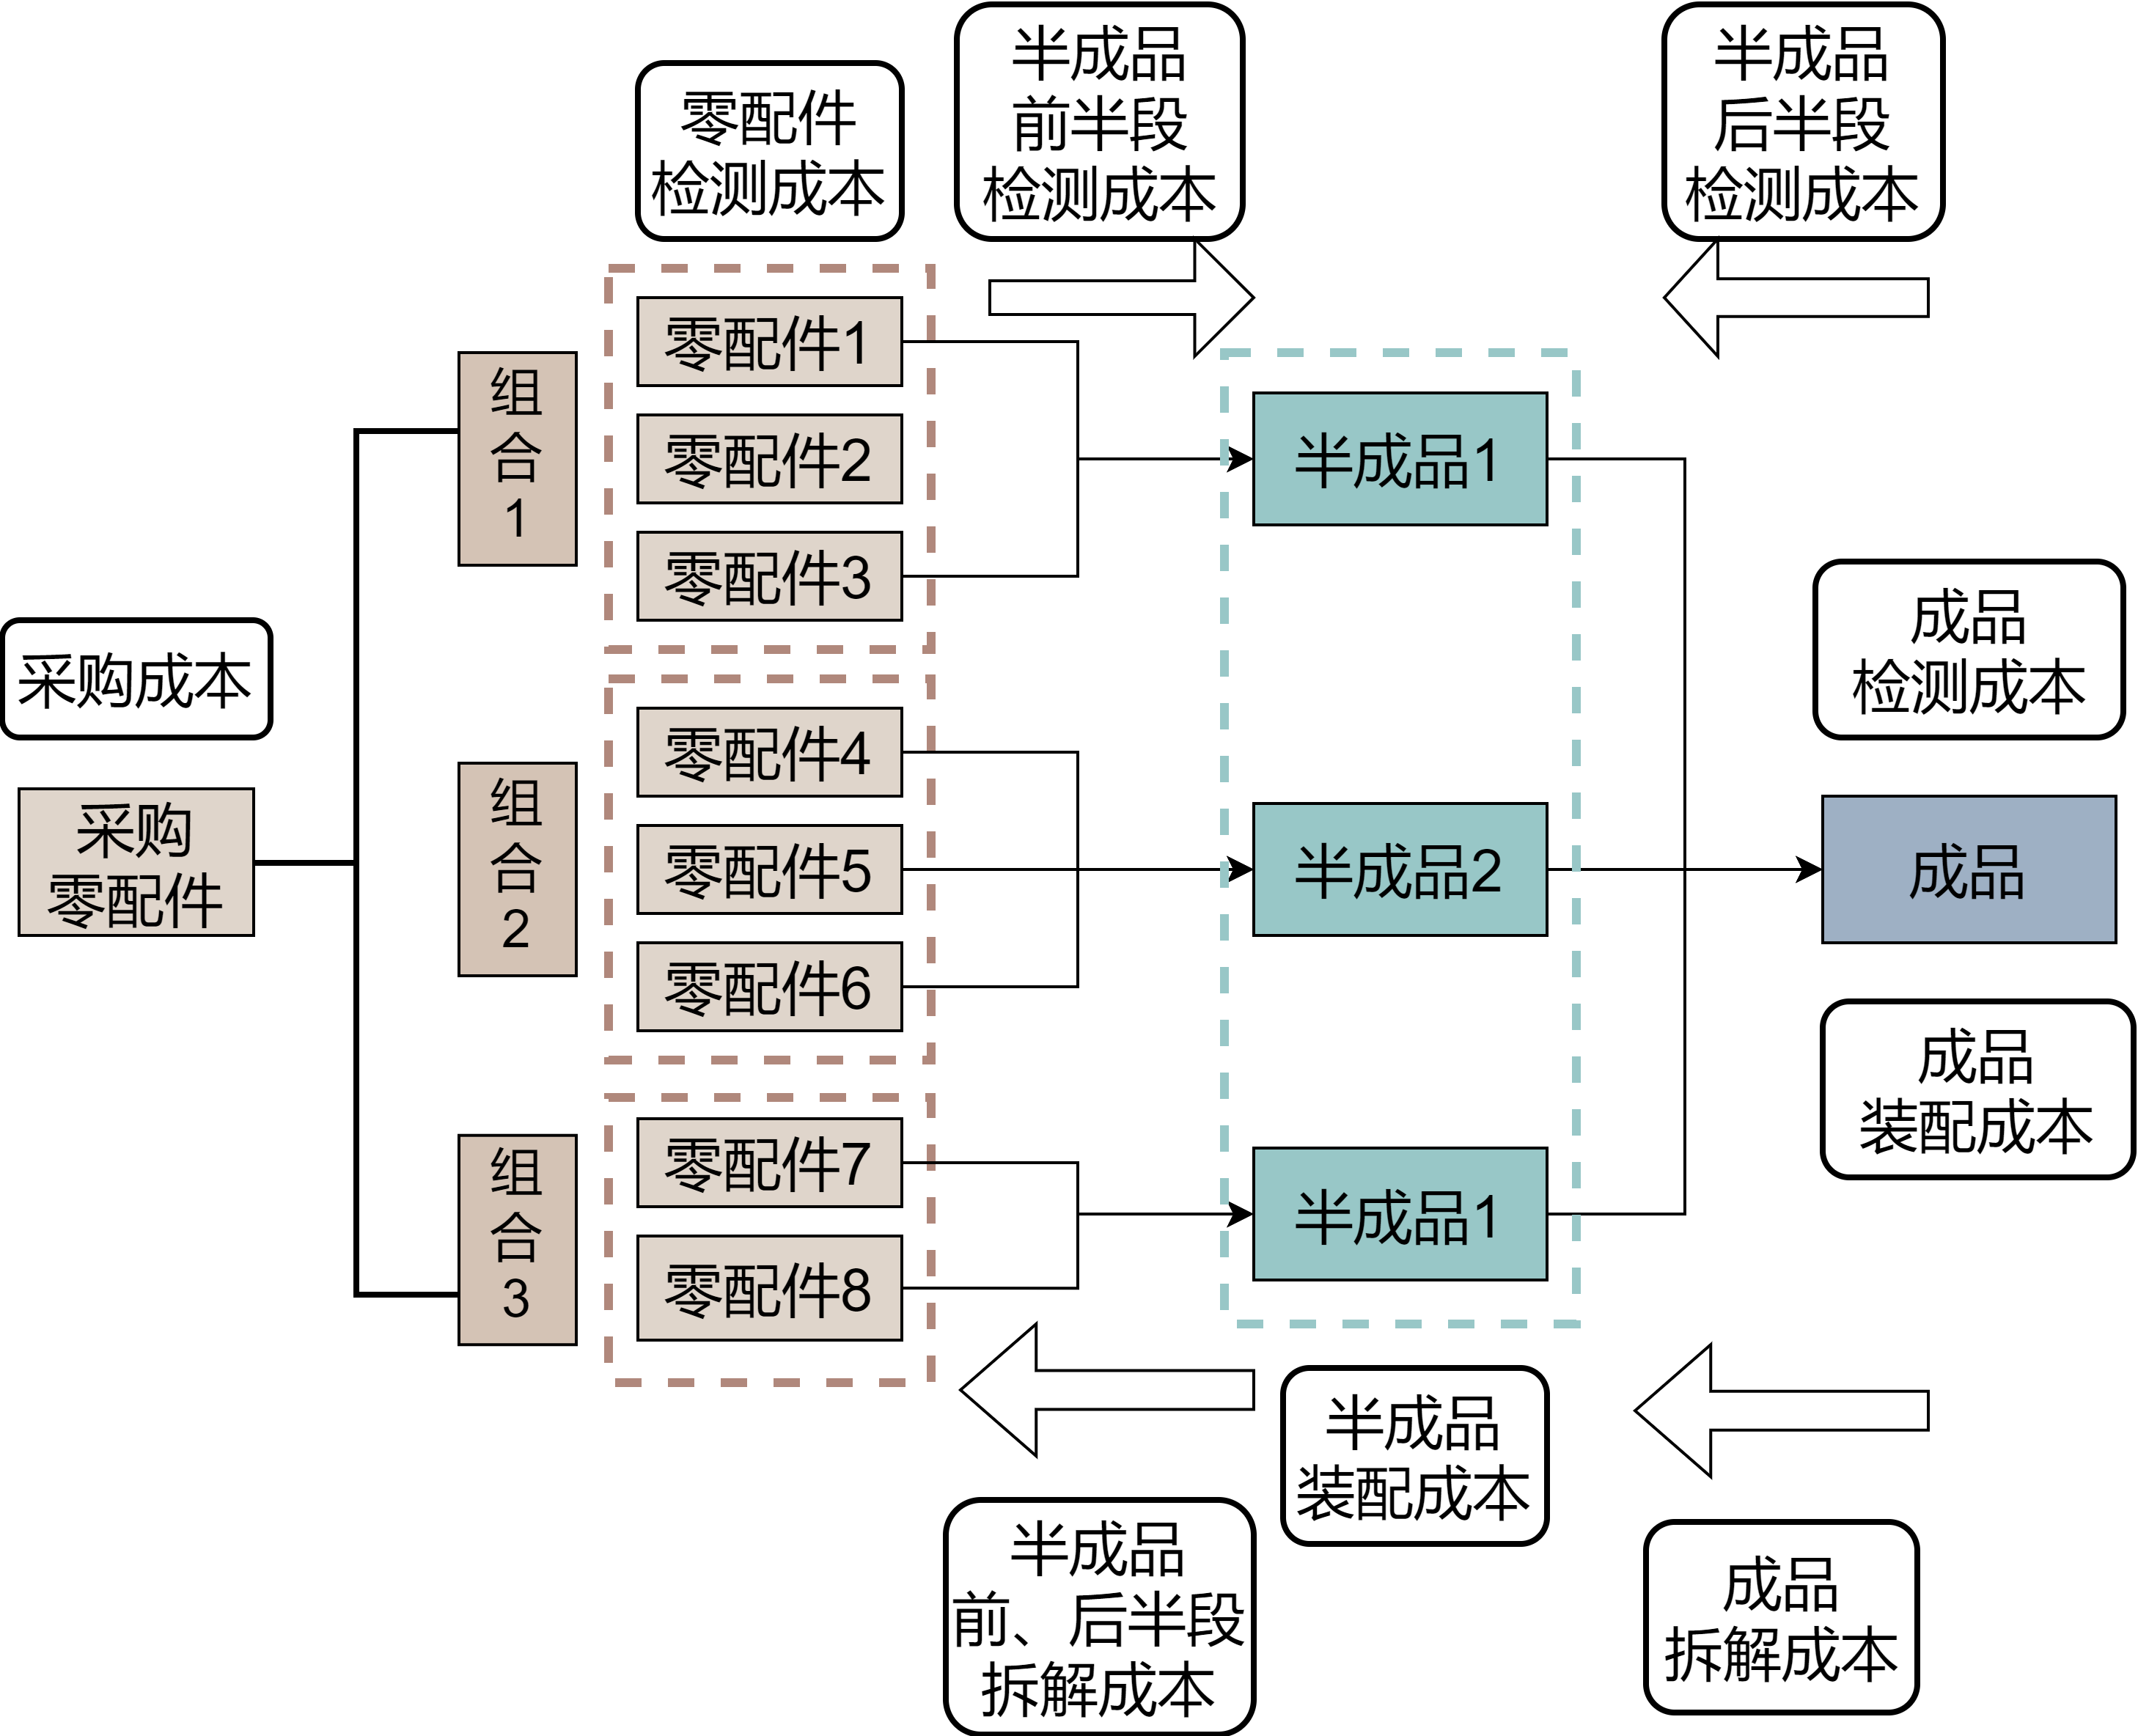 零配件
检测成本
半成品
前半段
检测成本
半成品
后半段
检测成本
采购成本
采购
零配件
组
合
1
组
合
2
组
合
3
零配件1
零配件2
零配件3
零配件4
零配件5
零配件6
零配件7
零配件8
半成品1
半成品2
半成品1
成品
检测成本
成品
成品
装配成本
半成品
装配成本
半成品
前、后半段
拆解成本
成品
拆解成本